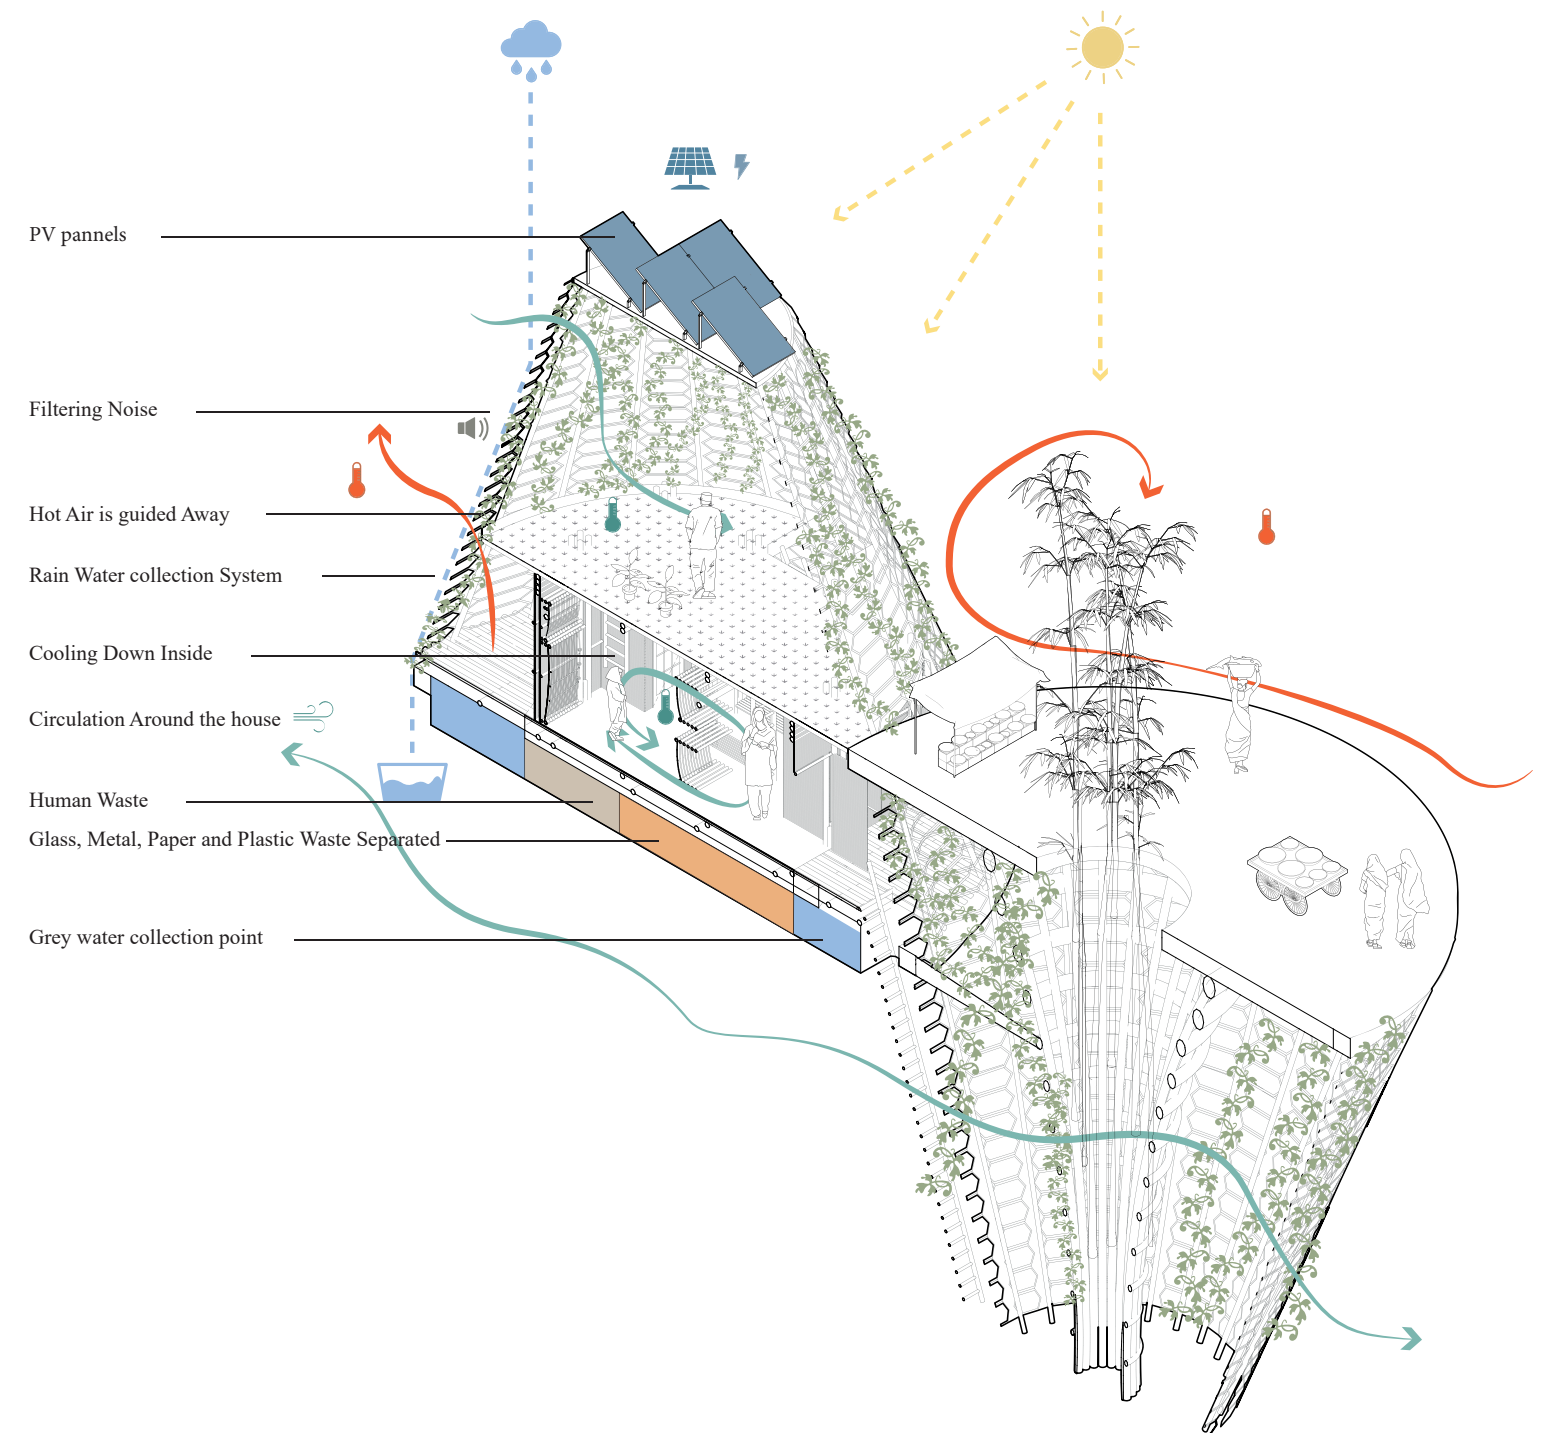 PV pannels
Filtering Noise
Hot Air is guided Away
Rain Water collection System
Cooling Down Inside
Circulation Around the house
Human Waste
Glass, Metal, Paper and Plastic Waste Separated
Grey water collection point